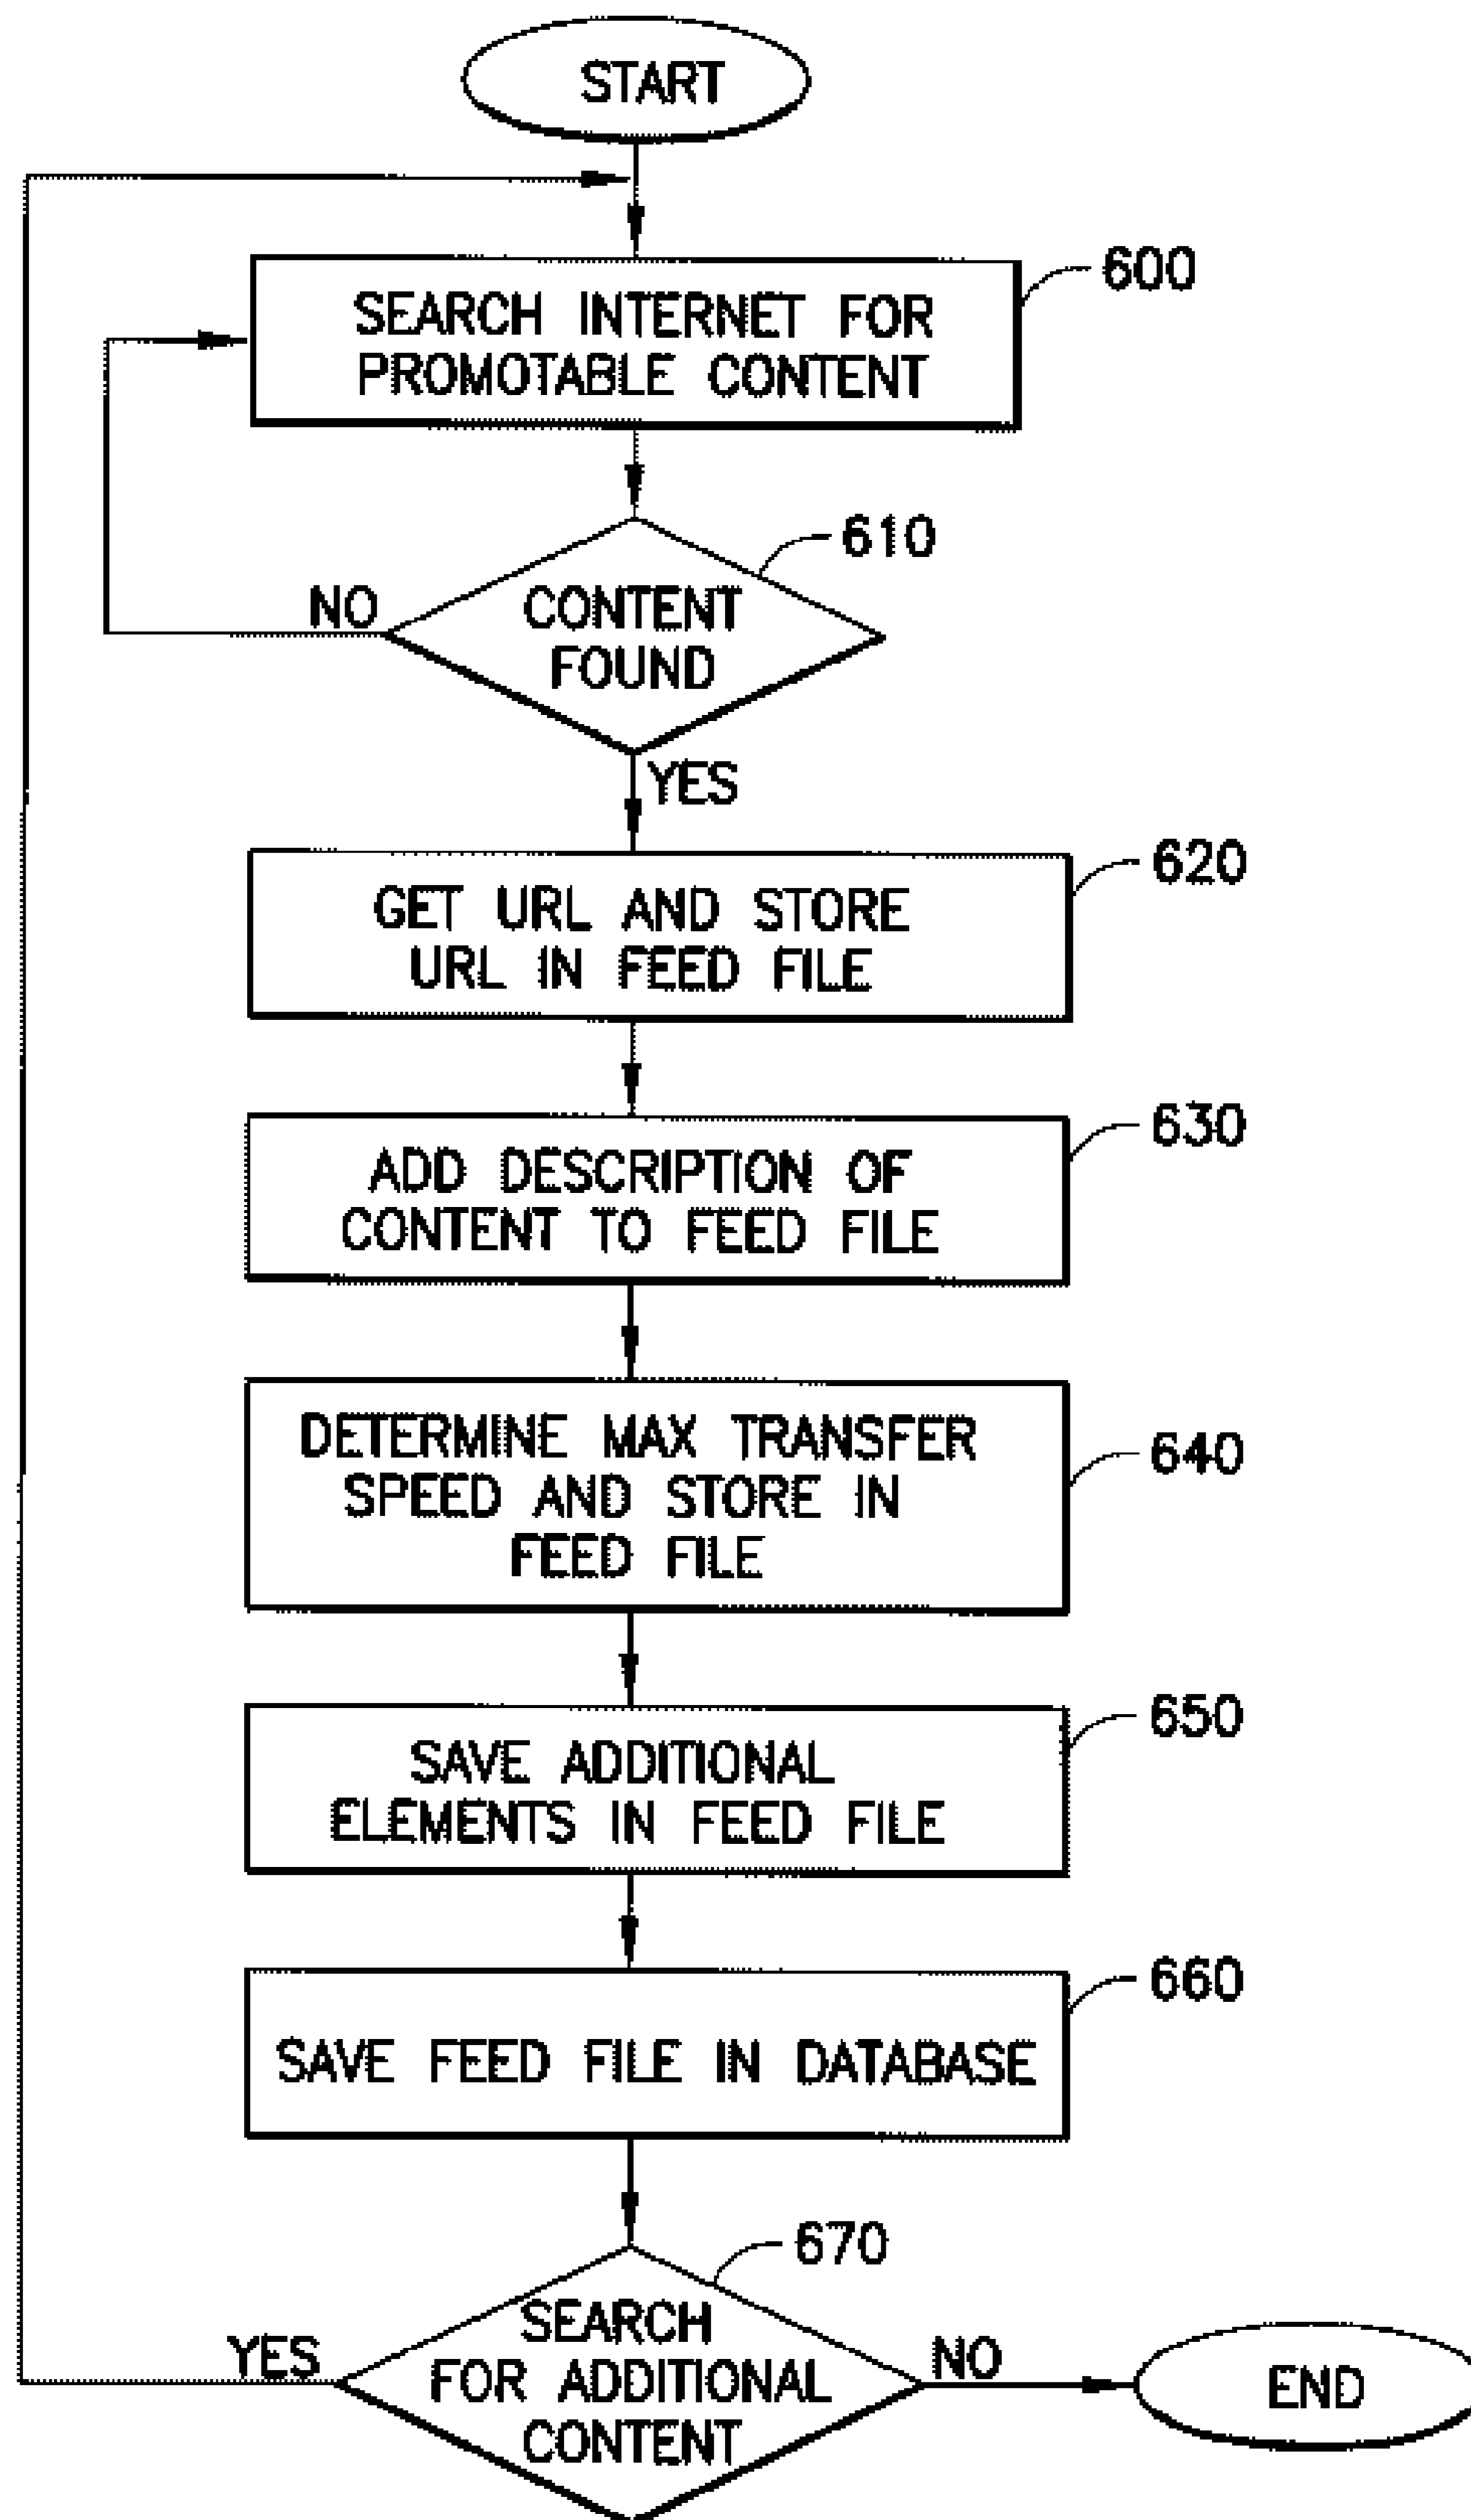 START
600
SEARCH INTERNET FOR
PROMOTABLE CONTENT
610
NO
CONTENT
FOUND
YES
620
GET URL AND STORE
URL IN FEED FILE
630
ADD DESCRIPTION OF
CONTENT TO FEED FILE
640
DETERMINE MAX TRANSFER
SPEED AND STORE IN
FEED FILE
650
SAVE ADDITIONAL
ELEMENTS IN FEED FILE
660
SAVE FEED FILE IN DATABASE
670
YES
SEARCH
FOR ADDITIONAL
CONTENT
NO
END